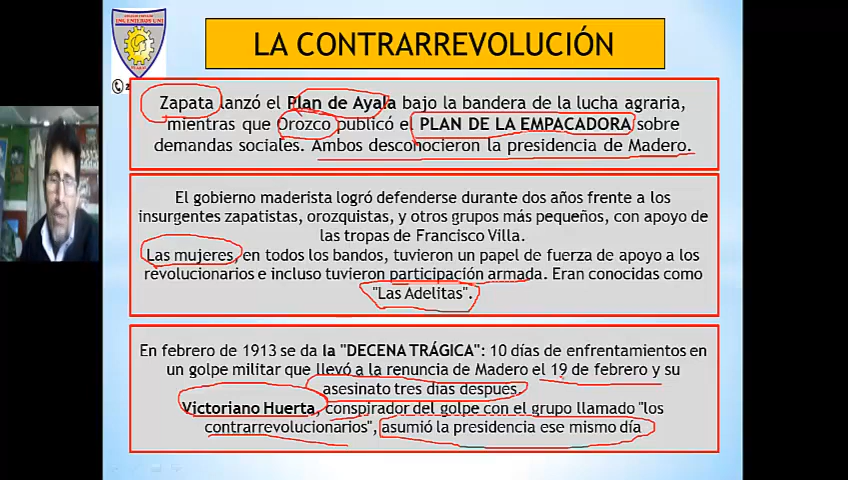 INGENIEROS UNI
LA CONTRARREVOLUCIÓN
Zapata lanzó el Plan de Ayala bajo la bandera de la lucha agraria,
mientras que Orozco publicó el PLAN DE LA EMPACADORA sobre
demandas sociales. Ambos desconocieron la presidencia de Madero.
El gobierno maderista logró defenderse durante dos años frente a los
insurgentes zapatistas, orozquistas, y otros grupos más pequeños, con apoyo de
las tropas de Francisco Villa.
Las mujeres, en todos los bandos, tuvieron un papel de fuerza de apoyo a los
revolucionarios e incluso tuvieron participación armada. Eran conocidas como
"Las Adelitas".
En febrero de 1913 se da la "DECENA TRÁGICA": 10 días de enfrentamientos en
un golpe militar que llevó a la renuncia de Madero el 19 de febrero y su
asesinato tres días después.
Victoriano Huerta, conspirador del golpe con el grupo llamado "los
contrarrevolucionarios", asumió la presidencia ese mismo día